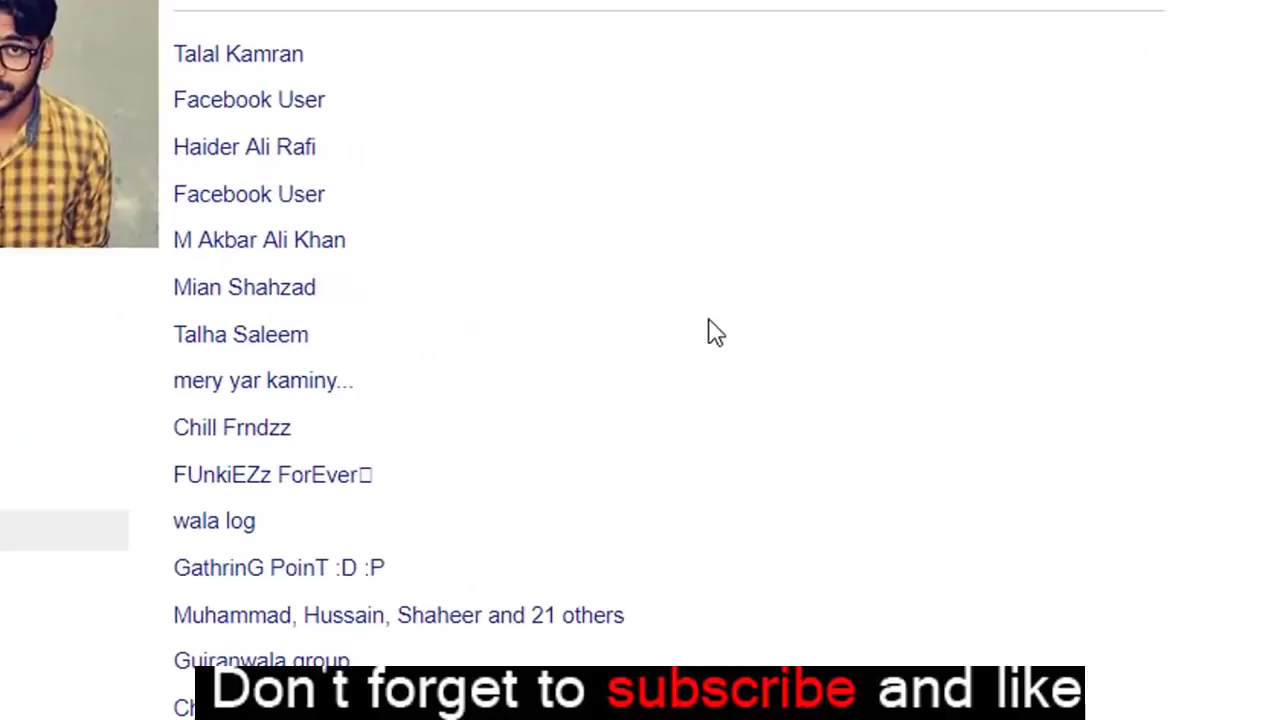 Talal Kamran
Facebook User
Haider Ali Rafi
Facebook User
M Akbar Ali Khan
Mian Shahzad
Talha Saleem
mery yar kaminy...
Chill Frndzz
FUnkiEZz ForEver
wala log
GathrinG PoinT :D :P
Muhammad, Hussain, Shaheer and 21 others
Gujranwala group
Don't forget to subscribe and like